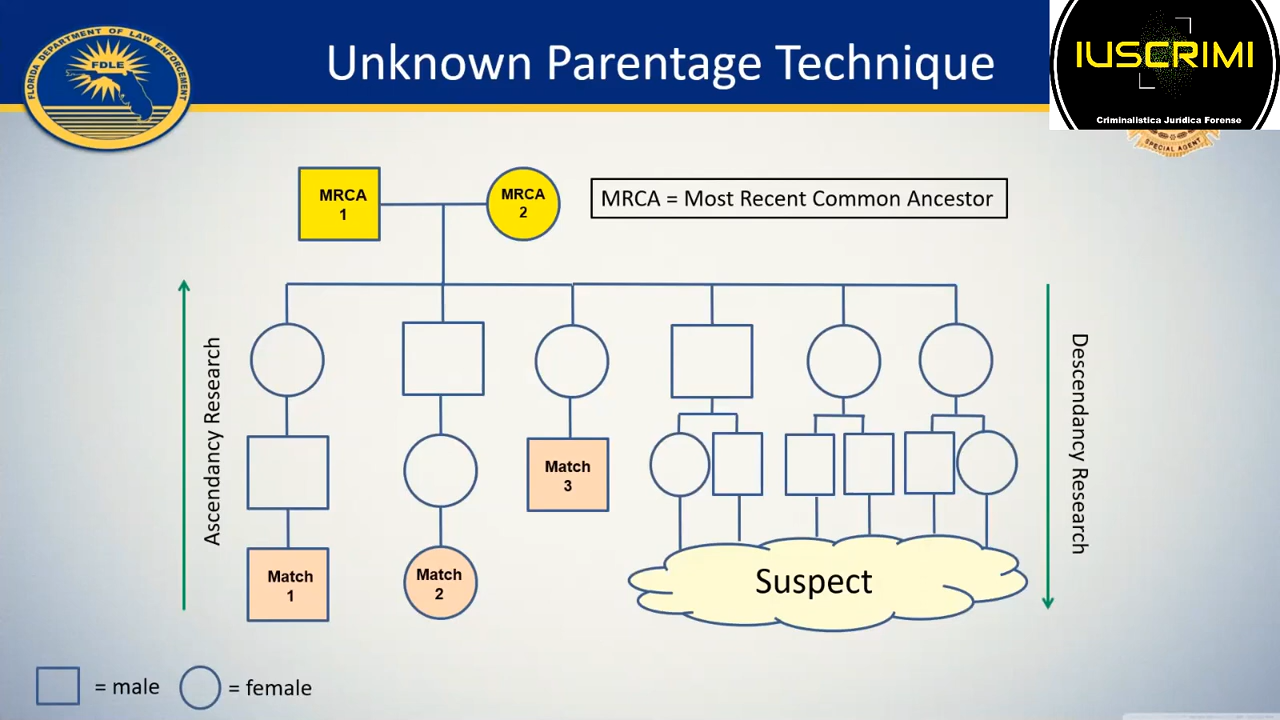 FLORIDA DEPARTMENT OF LAW ENFORCEMENT
FDLE
Unknown Parentage Technique
IUSCRIMI
Criminalistica Jurídica Forense
SPECIAL AGENT
MRCA
1
MRCA
2
MRCA = Most Recent Common Ancestor
Ascendancy Research
Descendancy Research
Match
3
Match
1
Match
2
Suspect
= male
= female